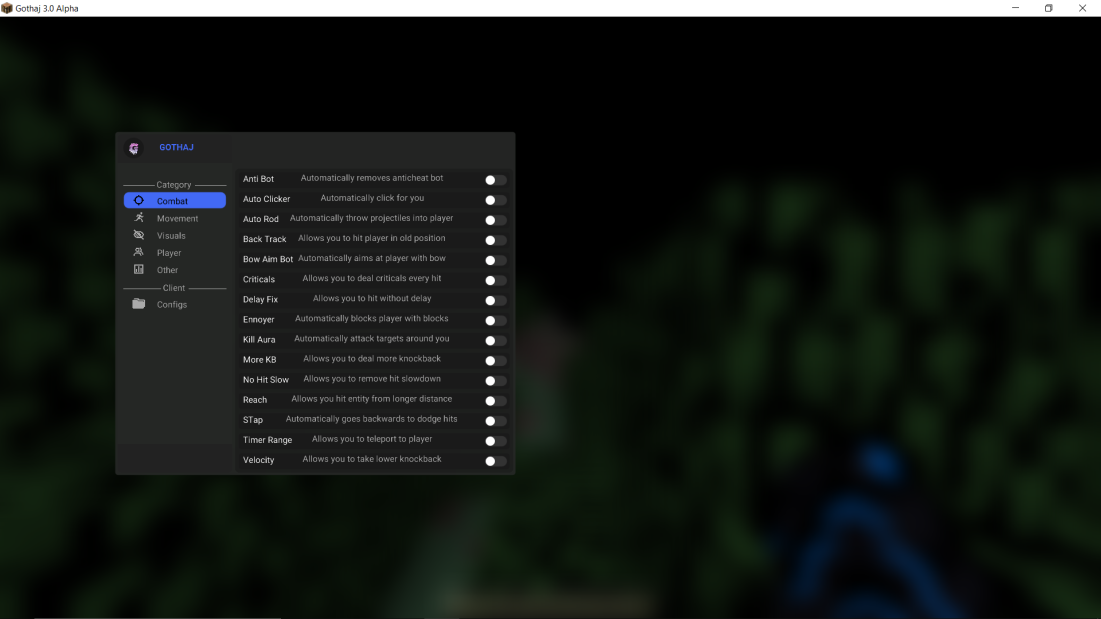 Gothaj 3.0 Alpha
GOTHAJ
Category
Combat
Movement
Visuals
Player
Other
Client
Configs
Anti Bot Automatically removes anticheat bot
Auto Clicker Automatically click for you
Auto Rod Automatically throw projectiles into player
Back Track Allows you to hit player in old position
Bow Aim Bot Automatically aims at player with bow
Criticals Allows you to deal criticals every hit
Delay Fix Allows you to hit without delay
Ennoyer Automatically blocks player with blocks
Kill Aura Automatically attack targets around you
More KB Allows you to deal more knockback
No Hit Slow Allows you to remove hit slowdown
Reach Allows you hit entity from longer distance
STap Automatically goes backwards to dodge hits
Timer Range Allows you to teleport to player
Velocity Allows you to take lower knockback